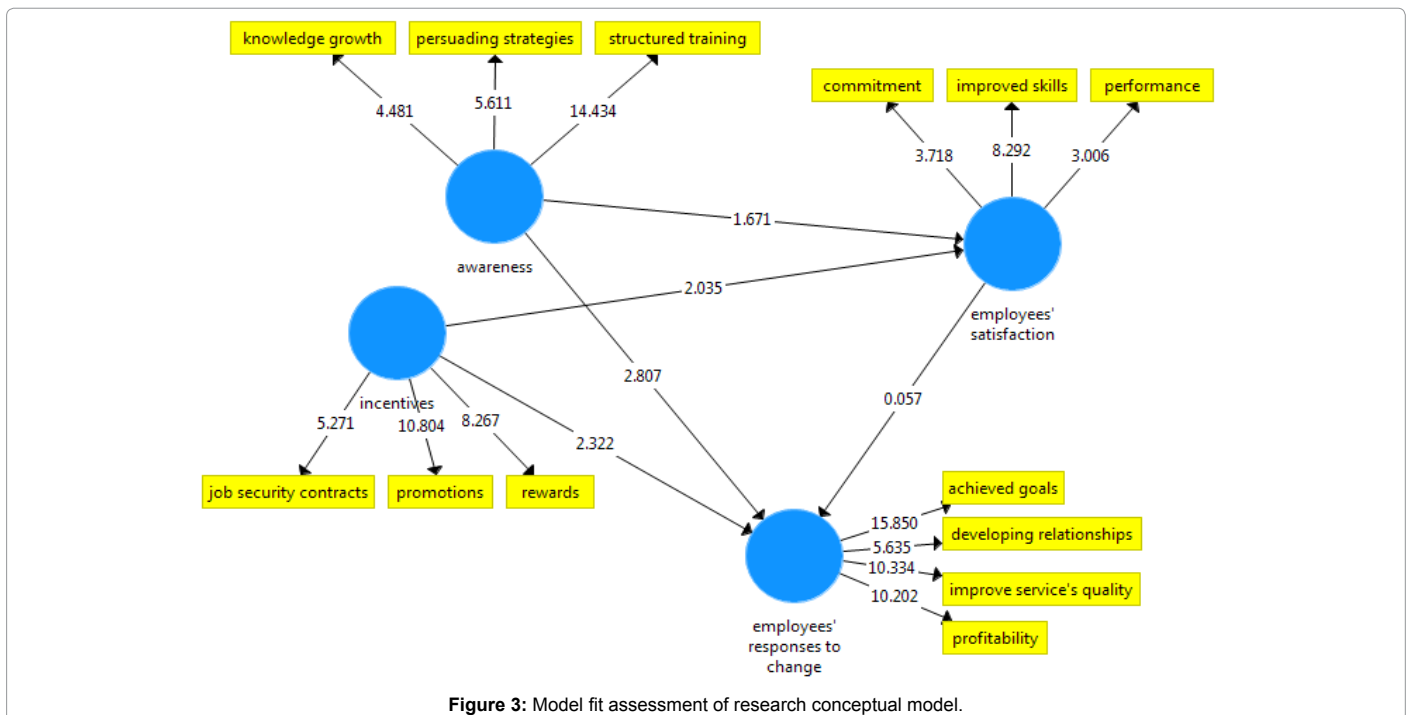 knowledge growth
persuading strategies
structured training
4.481
5.611
14.434
awareness
commitment
improved skills
performance
3.718
8.292
3.006
employees'
satisfaction
1.671
2.035
2.807
0.057
2.322
incentives
5.271
10.804
8.267
job security contracts
promotions
rewards
15.850
5.635
10.334
10.202
achieved goals
developing relationships
improve service's quality
profitability
employees'
responses to
change
Figure 3: Model fit assessment of research conceptual model.